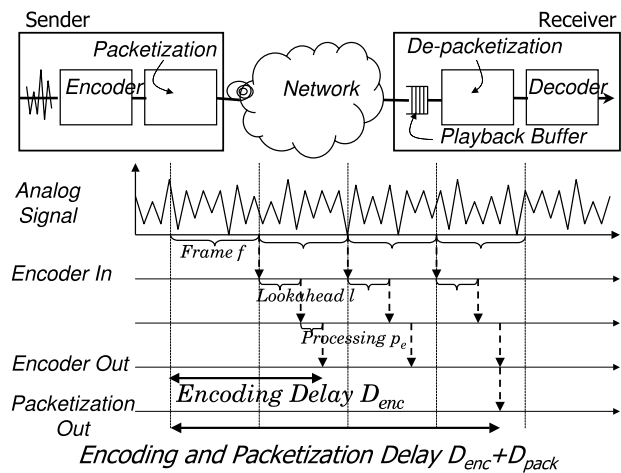 Sender
Receiver
Packetization
De-packetization
Encoder
Network
Decoder
Playback Buffer
Analog
Signal
Frame f
Encoder In
Lookahead l
Processing pe
Encoder Out
Encoding Delay Denc
Packetization
Out
Encoding and Packetization Delay Denc+Dpack